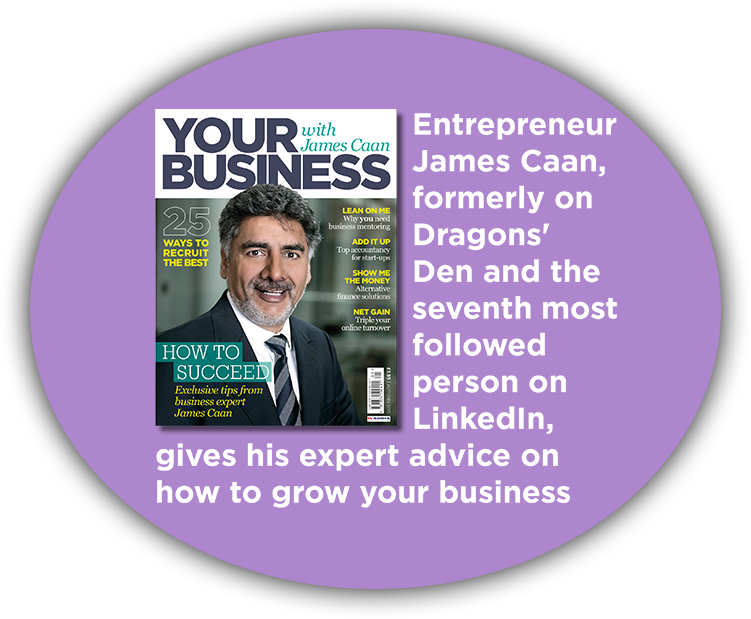 YOUR with
James Caan
BUSINESS
25
WAYS TO
RECRUIT
THE BEST
LEAN ON ME
Why you need
business mentoring
ADD IT UP
Top accountancy
for start-ups
SHOW ME
THE MONEY
Alternative
finance solutions
NET GAIN
Triple your
online turnover
HOW TO
SUCCEED
Exclusive tips from
business expert
James Caan
Entrepreneur
James Caan,
formerly on
Dragons'
Den and the
seventh most
followed
person on
LinkedIn,
gives his expert advice on
how to grow your business